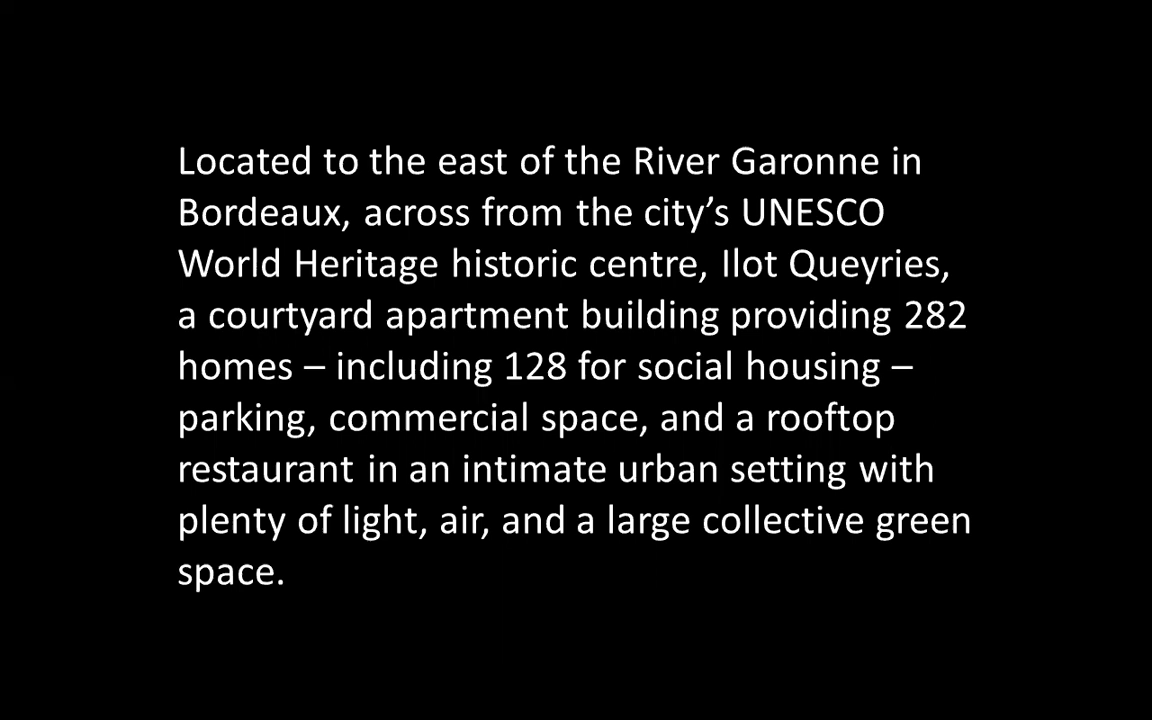 Located to the east of the River Garonne in
Bordeaux, across from the city’s UNESCO
World Heritage historic centre, Ilot Queyries,
a courtyard apartment building providing 282
homes – including 128 for social housing –
parking, commercial space, and a rooftop
restaurant in an intimate urban setting with
plenty of light, air, and a large collective green
space.